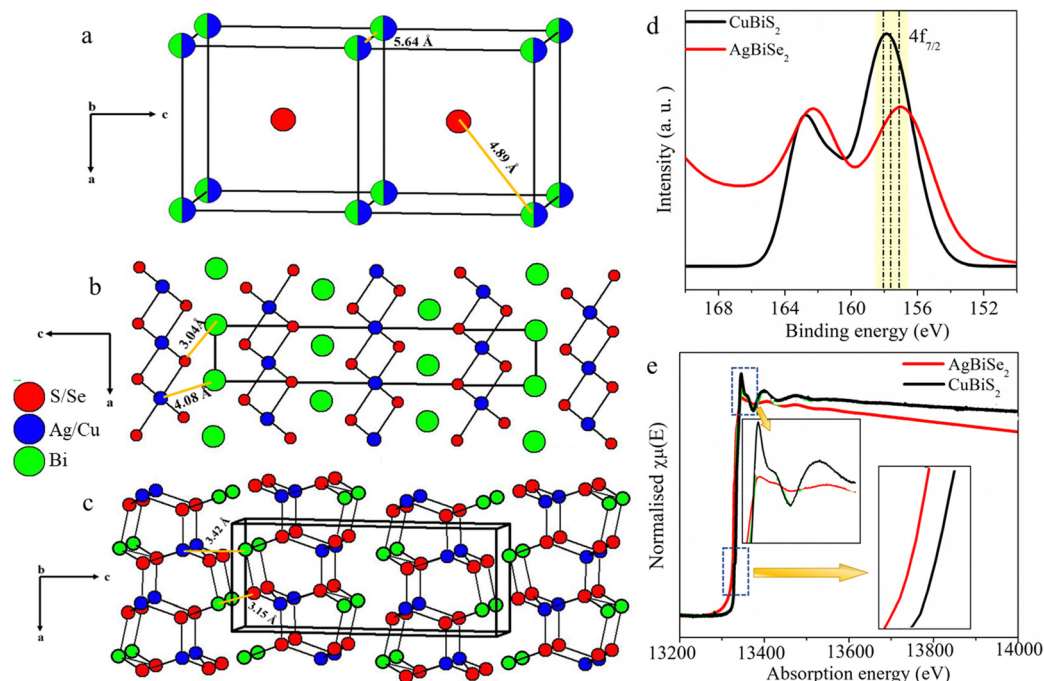 a
5.64 Å
4.89 Å
b
c
a
b
3.04Å
4.08 Å
c
a
S/Se
Ag/Cu
Bi
c
3.42 Å
3.15 Å
b
c
a
d
CuBiS₂
AgBiSe₂
4f₇/₂
Intensity (a. u. )
168 164 160 156 152
Binding energy (eV)
e
AgBiSe₂
CuBiS₂
Normalised χμ(E)
13200 13400 13600 13800 14000
Absorption energy (eV)